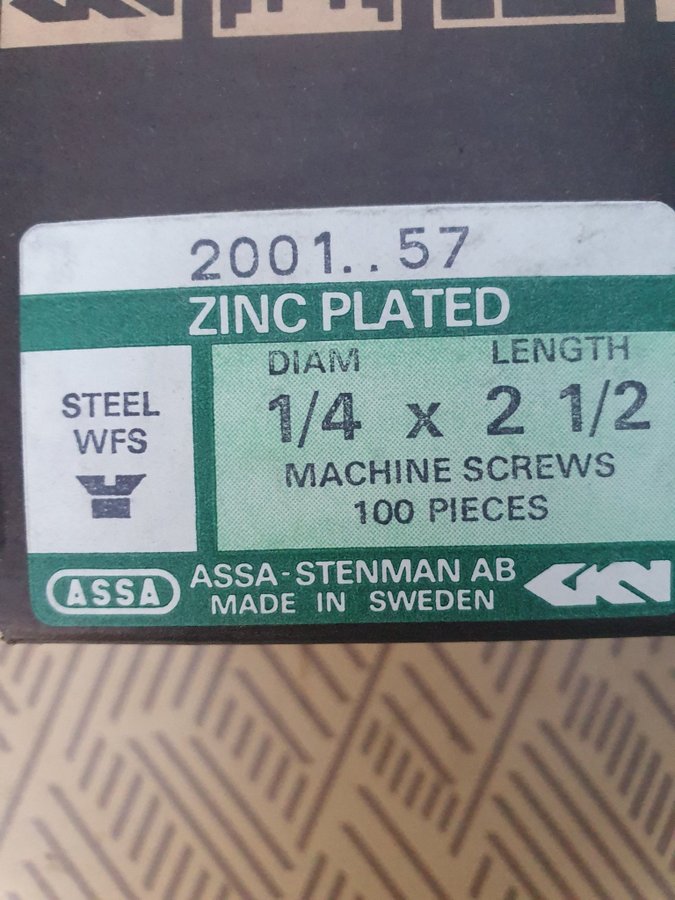 2001..57
ZINC PLATED
DIAM LENGTH
1/4 x 2 1/2
STEEL
WFS
MACHINE SCREWS
100 PIECES
ASSA
ASSA-STENMAN AB
MADE IN SWEDEN
GKN